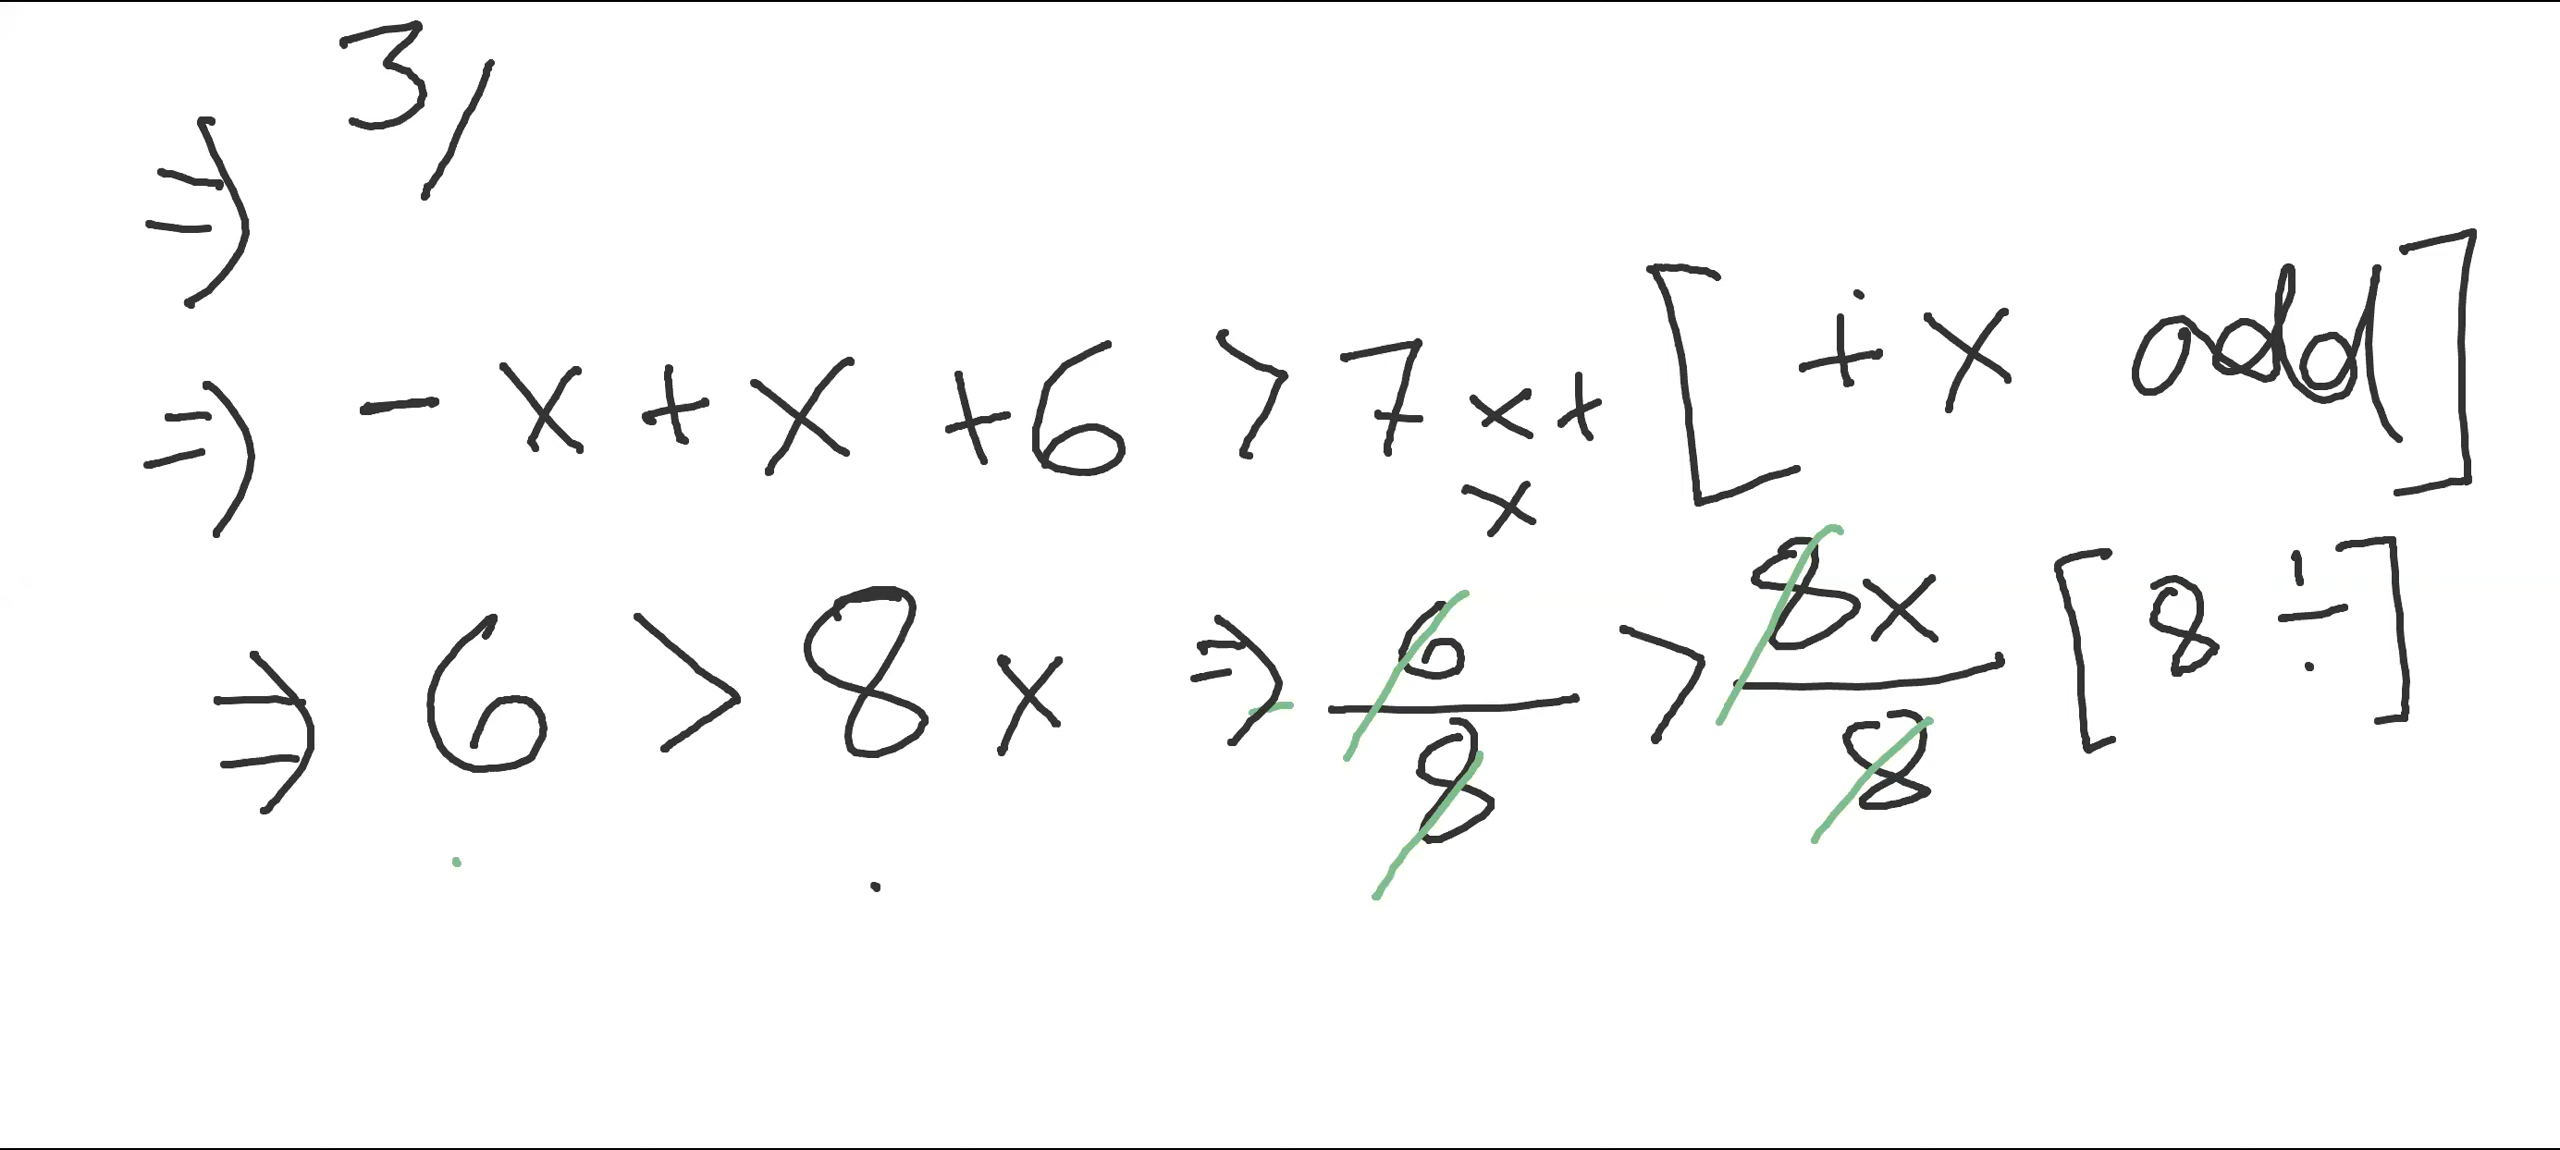 3/
⇒
⇒ - x + x + 6 > 7x + x [+x add]
⇒ 6 > 8x ⇒ 6/8 > 8x/8 [8 ÷]